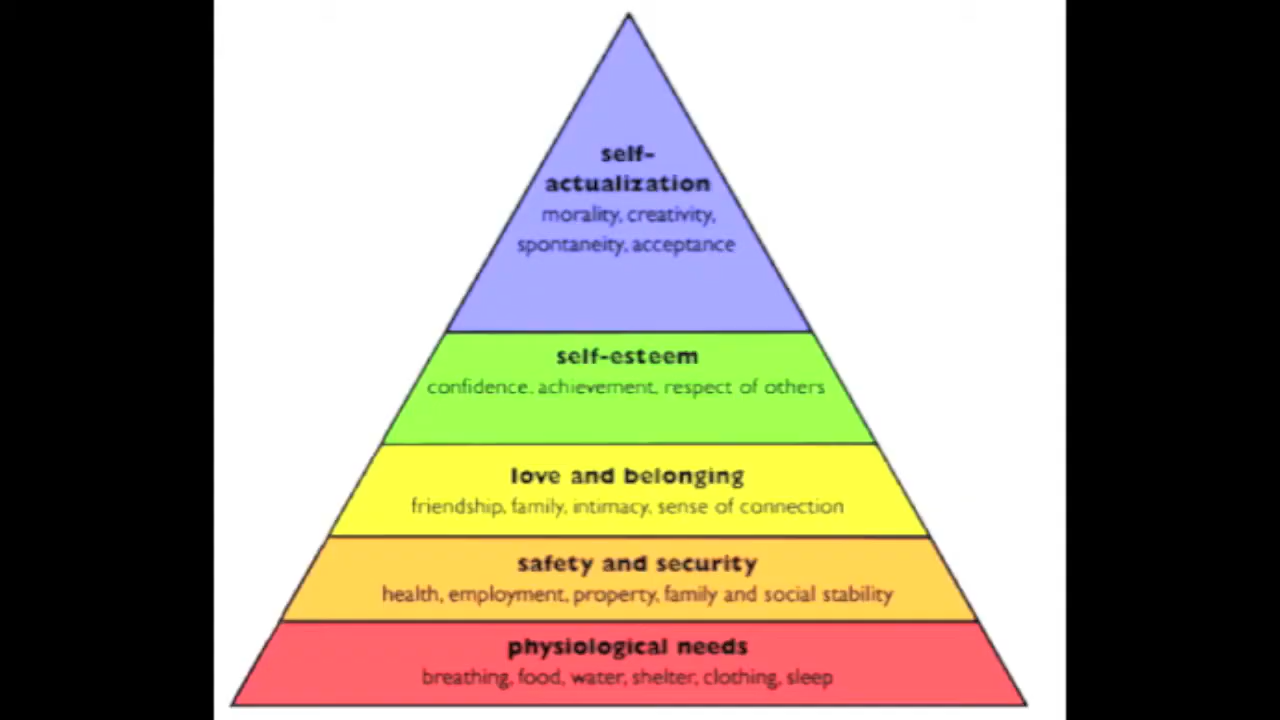 self-
actualization
morality, creativity,
spontaneity, acceptance
self-esteem
confidence, achievement, respect of others
love and belonging
friendship, family, intimacy, sense of connection
safety and security
health, employment, property, family and social stability
physiological needs
breathing, food, water, shelter, clothing, sleep